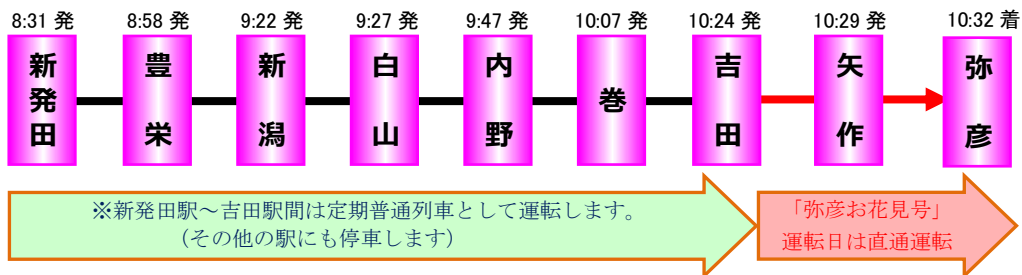 8:31 発 8:58 発 9:22 発 9:27 発 9:47 発 10:07 発 10:24 発 10:29 発 10:32 着
新発田 豊栄 新潟 白山 内野 巻 吉田 矢作 弥彦
※新発田駅～吉田駅間は定期普通列車として運転します。
（その他の駅にも停車します）
「弥彦お花見号」
運転日は直通運転